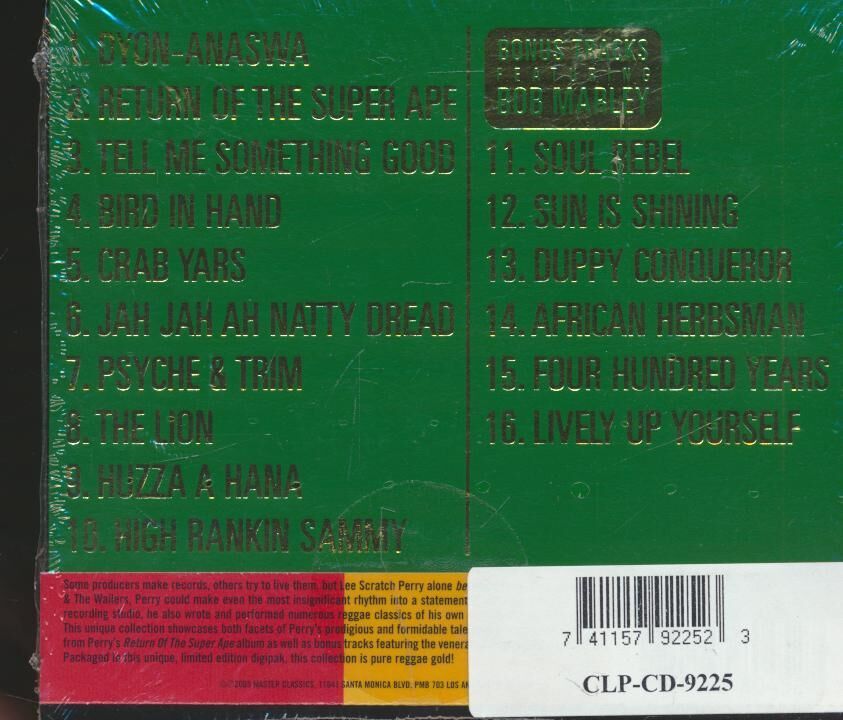 1. DYON-ANASWA
2. RETURN OF THE SUPER APE
3. TELL ME SOMETHING GOOD
4. BIRD IN HAND
5. CRAB YARS
6. JAH JAH AH NATTY DREAD
7. PSYCHE & TRIM
8. THE LION
9. HUZZA A HANA
10. HIGH RANKIN SAMMY
BONUS TRACKS
FEATURING
BOB MARLEY
11. SOUL REBEL
12. SUN IS SHINING
13. DUPPY CONQUEROR
14. AFRICAN HERBSMAN
15. FOUR HUNDRED YEARS
16. LIVELY UP YOURSELF
Some producers make records, others try to live them, but Lee Scratch Perry alone be
& The Wailers, Perry could make even the most insignificant rhythm into a statement
recording studio, he also wrote and performed numerous reggae classics of his own
This unique collection showcases both facets of Perry's prodigious and formidable tale
from Perry's Return Of The Super Ape album as well as bonus tracks featuring the venera
Packaged in this unique, limited edition digipak, this collection is pure reggae gold!
2005 MASTER CLASSICS, 11041 SANTA MONICA BLVD. PMB 703 LOS AN
7 41157 92252 3
CLP-CD-9225